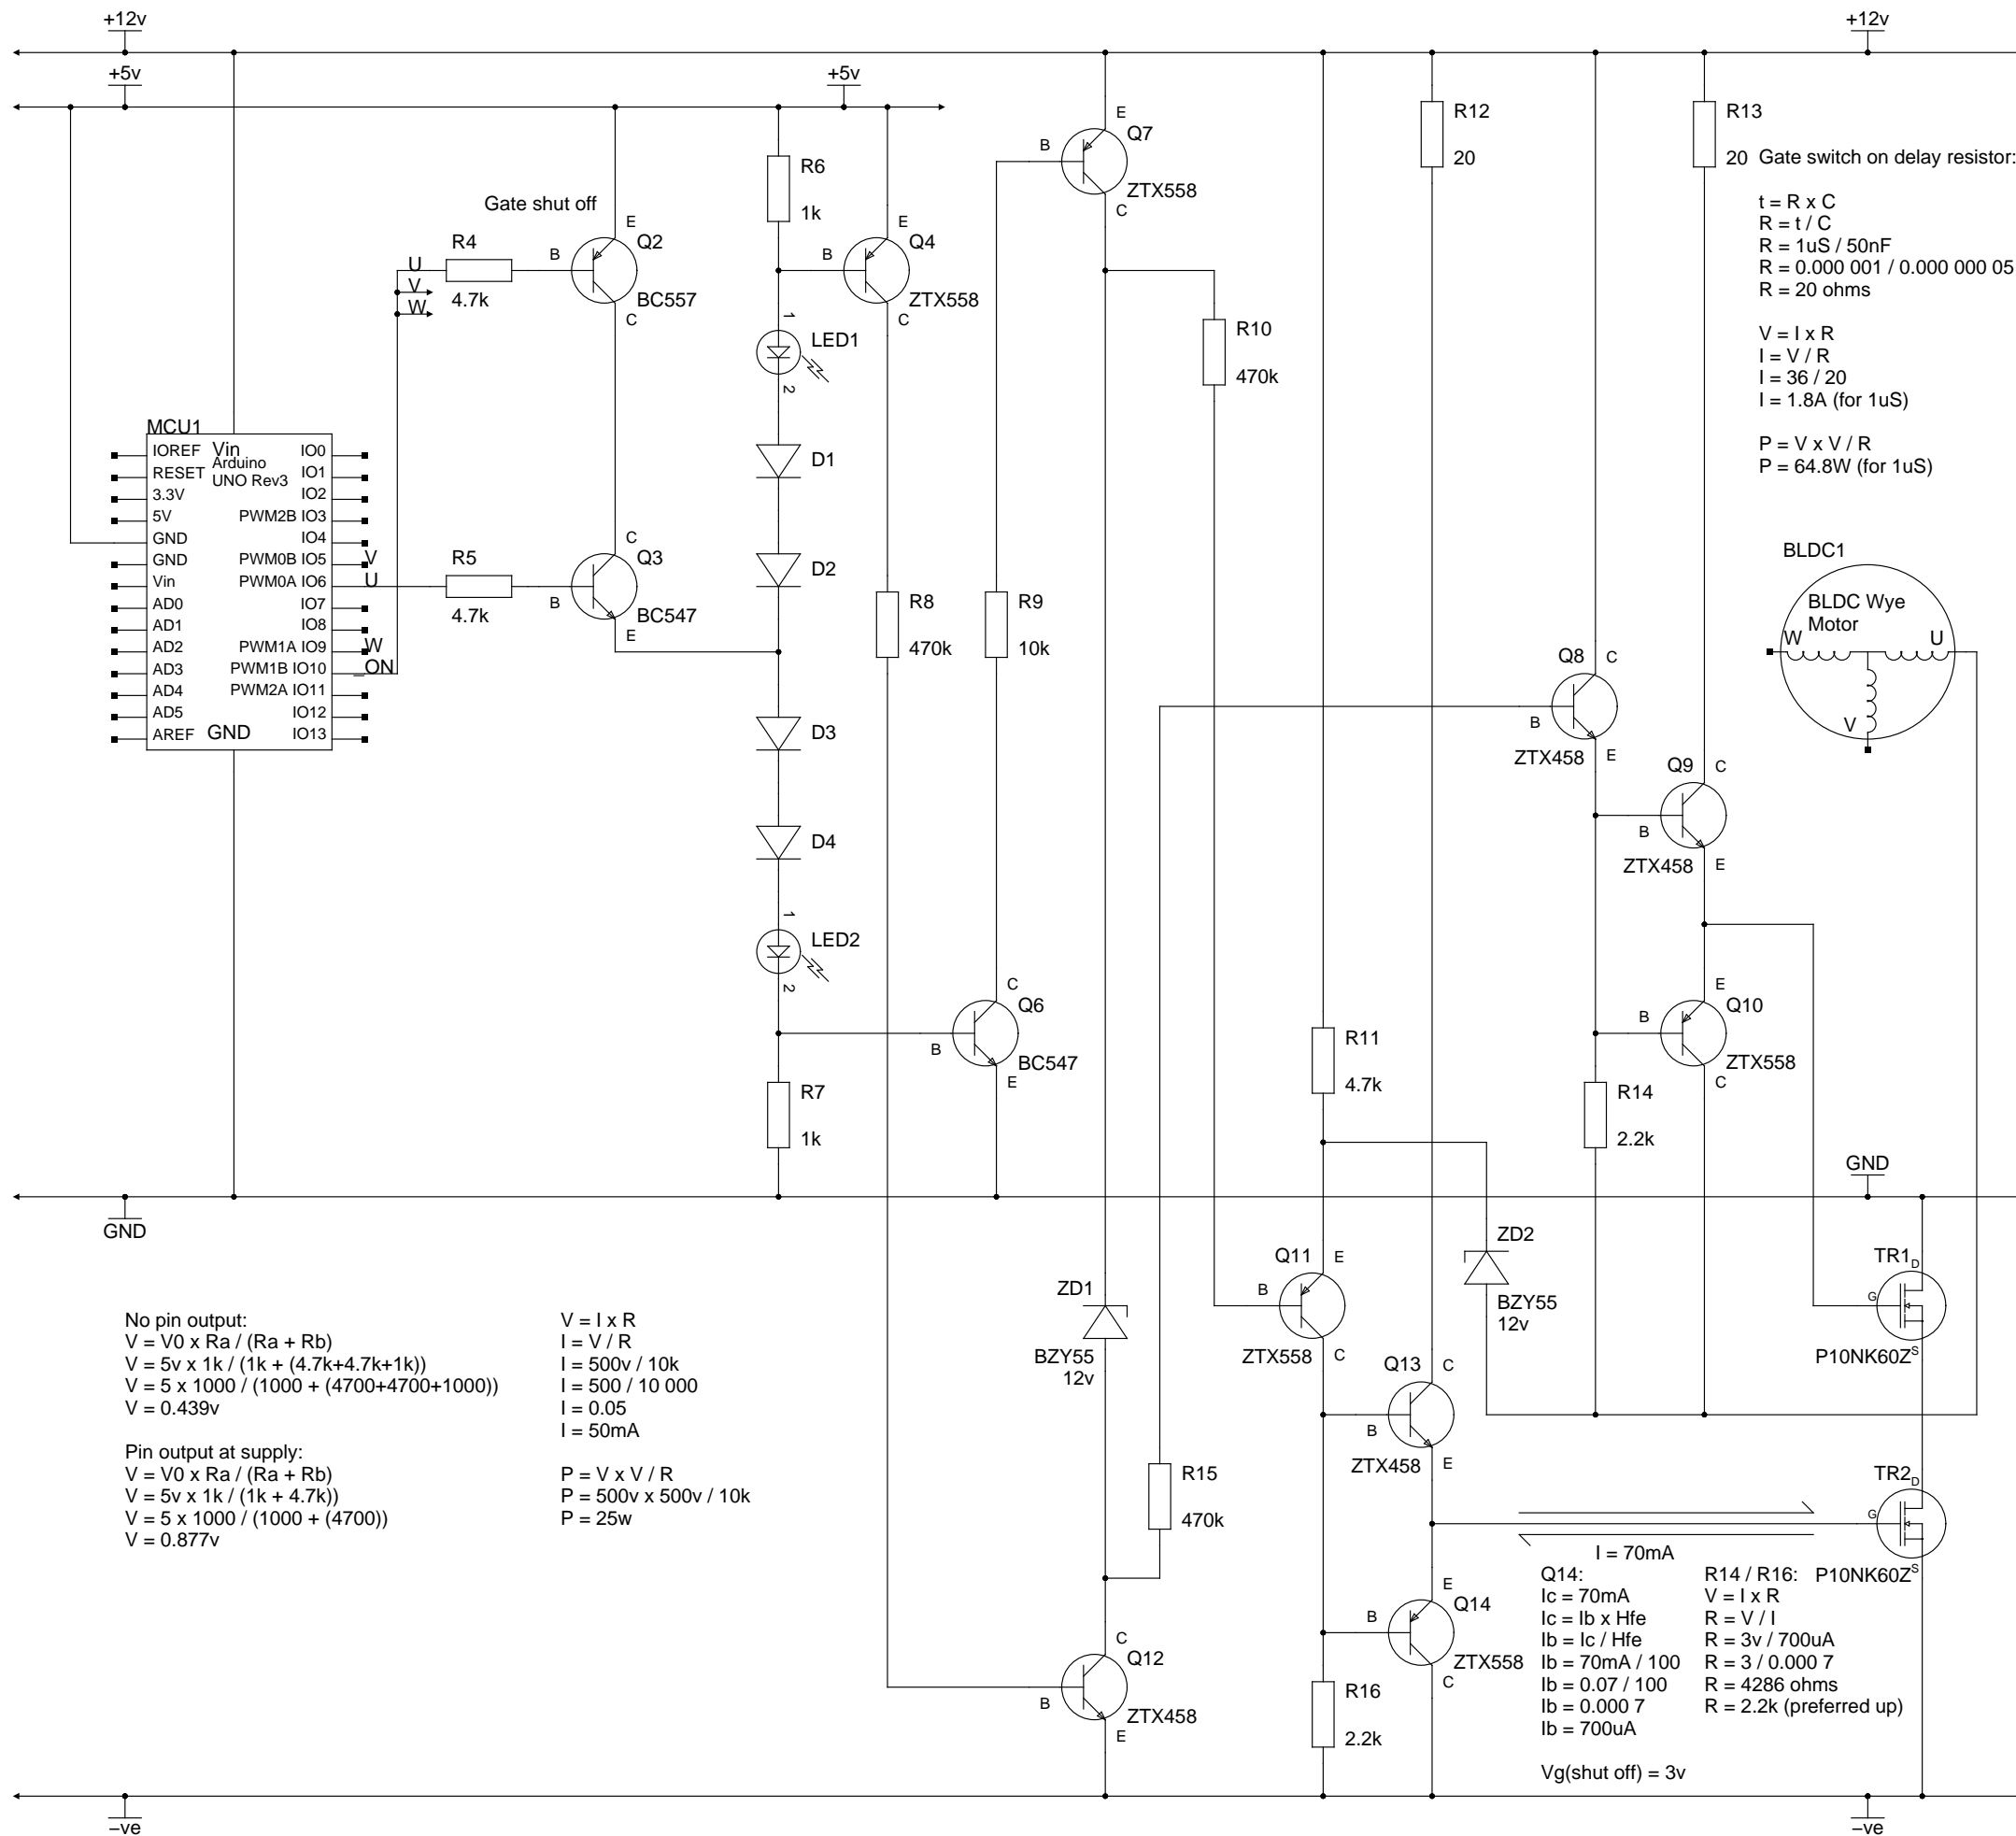 +12v
+12v
+5v
+5v
Gate shut off
R4
4.7k
U
V
W
B
E
Q2
BC557
C
R6
1k
B
E
Q4
ZTX558
C
1
LED1
2
D1
D2
C
Q3
B
BC547
E
R5
4.7k
MCU1
Vin
Arduino
UNO Rev3
IOREF
RESET
3.3V
5V
GND
GND
Vin
AD0
AD1
AD2
AD3
AD4
AD5
AREF
GND
IO0
IO1
IO2
PWM2B IO3
IO4
PWM0B IO5
PWM0A IO6
IO7
IO8
PWM1A IO9
PWM1B IO10
PWM2A IO11
IO12
IO13
V
U
W
_ON
R8
470k
R9
10k
D3
D4
1
LED2
2
C
Q6
B
BC547
E
R7
1k
E
B
Q7
ZTX558
C
R10
470k
R12
20
R13
20
Gate switch on delay resistor:
t = R x C
R = t / C
R = 1uS / 50nF
R = 0.000 001 / 0.000 000 05
R = 20 ohms
V = I x R
I = V / R
I = 36 / 20
I = 1.8A (for 1uS)
P = V x V / R
P = 64.8W (for 1uS)
BLDC1
BLDC Wye
Motor
W
U
V
Q8
C
B
ZTX458
E
Q9
C
B
ZTX458
E
E
B
Q10
ZTX558
C
R11
4.7k
R14
2.2k
GND
GND
No pin output:
V = V0 x Ra / (Ra + Rb)
V = 5v x 1k / (1k + (4.7k+4.7k+1k))
V = 5 x 1000 / (1000 + (4700+4700+1000))
V = 0.439v
Pin output at supply:
V = V0 x Ra / (Ra + Rb)
V = 5v x 1k / (1k + 4.7k))
V = 5 x 1000 / (1000 + (4700))
V = 0.877v
V = I x R
I = V / R
I = 500v / 10k
I = 500 / 10 000
I = 0.05
I = 50mA
P = V x V / R
P = 500v x 500v / 10k
P = 25w
ZD1
BZY55
12v
Q11
E
B
ZTX558
C
ZD2
BZY55
12v
TR1
D
G
P10NK60Z
S
Q13
C
B
ZTX458
E
R15
470k
TR2
D
G
P10NK60Z
S
I = 70mA
E
B
Q14
ZTX558
C
C
Q12
B
ZTX458
E
R16
2.2k
Q14:
Ic = 70mA
Ic = Ib x Hfe
Ib = Ic / Hfe
Ib = 70mA / 100
Ib = 0.07 / 100
Ib = 0.000 7
Ib = 700uA
Vg(shut off) = 3v
R14 / R16:
V = I x R
R = V / I
R = 3v / 700uA
R = 3 / 0.000 7
R = 4286 ohms
R = 2.2k (preferred up)
−ve
−ve